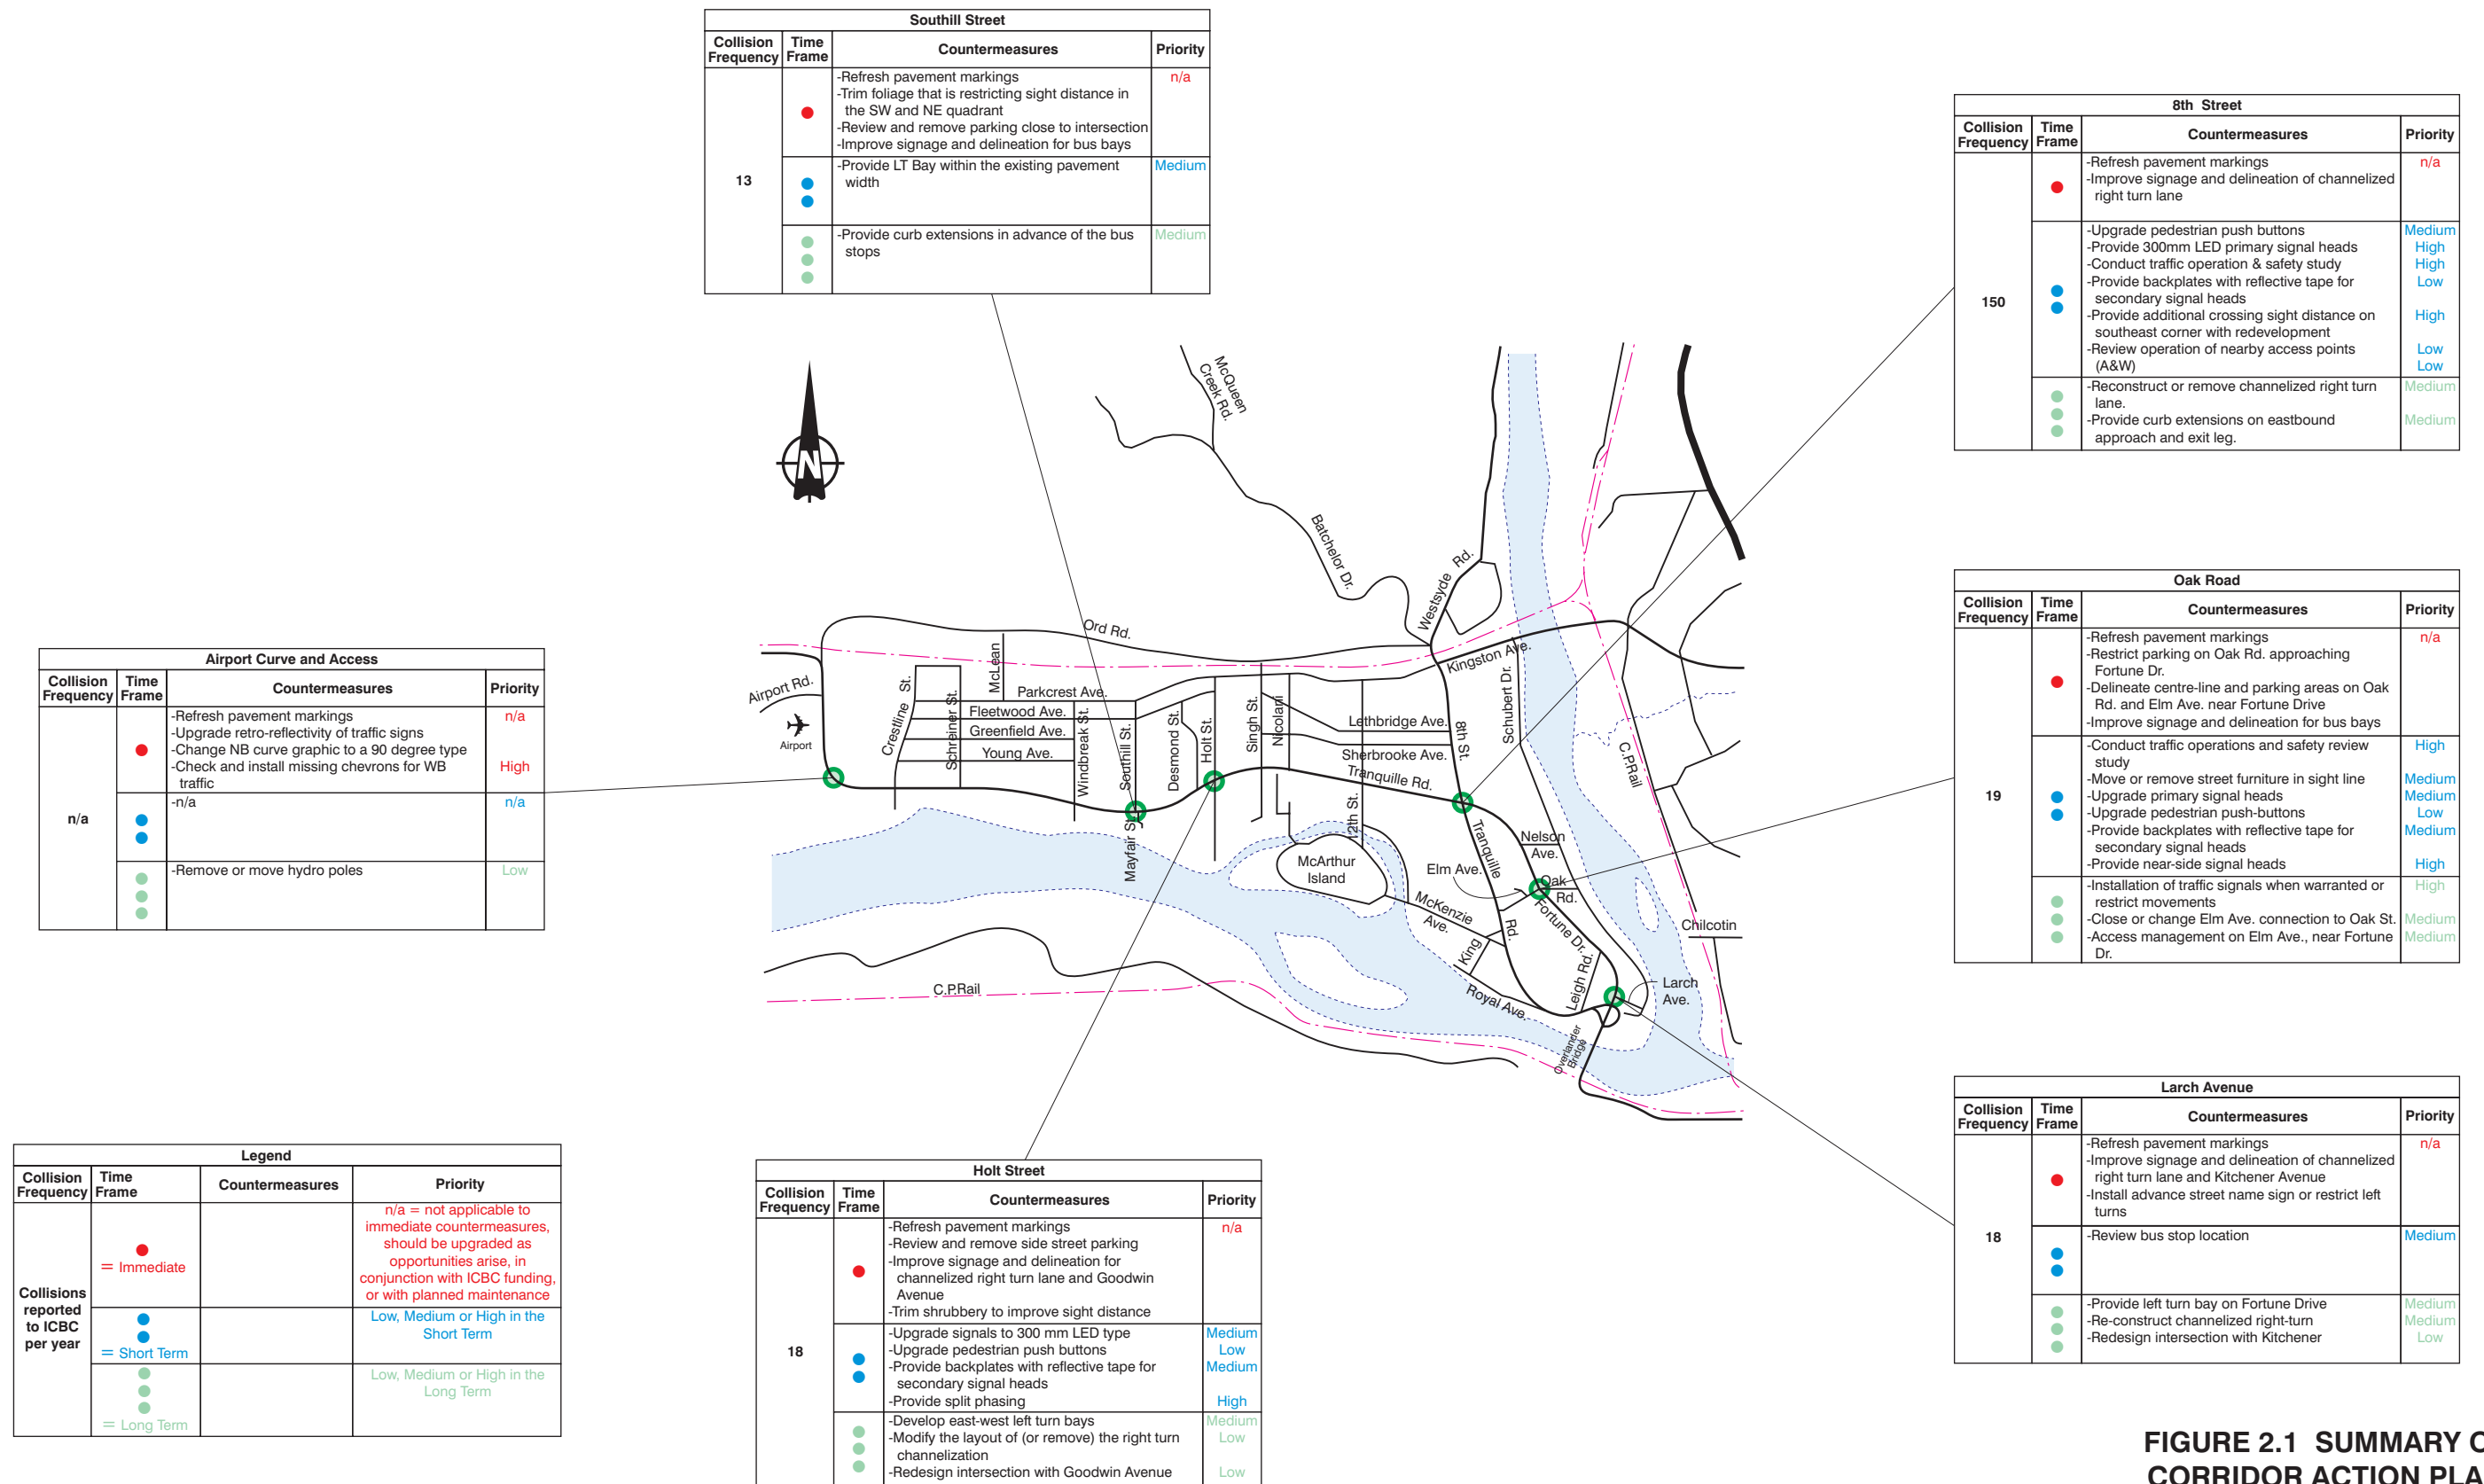 Southill Street
Collision Frequency
Time Frame
Countermeasures
Priority
13
-Refresh pavement markings
n/a
-Trim foliage that is restricting sight distance in
the SW and NE quadrant
-Review and remove parking close to intersection
-Improve signage and delineation for bus bays
-Provide LT Bay within the existing pavement
Medium
width
-Provide curb extensions in advance of the bus
Medium
stops
8th Street
Collision Frequency
Time Frame
Countermeasures
Priority
150
-Refresh pavement markings
n/a
-Improve signage and delineation of channelized
right turn lane
-Upgrade pedestrian push buttons
Medium
-Provide 300mm LED primary signal heads
High
-Conduct traffic operation & safety study
High
-Provide backplates with reflective tape for
Low
secondary signal heads
-Provide additional crossing sight distance on
High
southeast corner with redevelopment
-Review operation of nearby access points
Low
(A&W)
Low
-Reconstruct or remove channelized right turn
Medium
lane.
-Provide curb extensions on eastbound
Medium
approach and exit leg.
Airport Curve and Access
Collision Frequency
Time Frame
Countermeasures
Priority
n/a
-Refresh pavement markings
n/a
-Upgrade retro-reflectivity of traffic signs
-Change NB curve graphic to a 90 degree type
-Check and install missing chevrons for WB
High
traffic
-n/a
n/a
-Remove or move hydro poles
Low
N
McQueen
Creek Rd.
Batchelor Dr.
Westsyde Rd.
Ord Rd.
Kingston Ave.
Airport Rd.
Airport
Crestline St.
Schreiner St.
McLean
Parkcrest Ave.
Fleetwood Ave.
Greenfield Ave.
Young Ave.
Windbreak St.
Southill St.
Mayfair St.
Desmond St.
Holt St.
Singh St.
Nicolani
Lethbridge Ave.
Sherbrooke Ave.
Tranquille Rd.
12th St.
8th St.
Schubert Dr.
C.P.Rail
McArthur
Island
Tranquille
Rd.
Nelson
Ave.
Elm Ave.
Oak
Rd.
Fortune Dr.
McKenzie
Ave.
King
Royal Ave.
Leigh Rd.
Larch
Ave.
Overlander
Bridge
Chilcotin
C.P.Rail
Oak Road
Collision Frequency
Time Frame
Countermeasures
Priority
19
-Refresh pavement markings
n/a
-Restrict parking on Oak Rd. approaching
Fortune Dr.
-Delineate centre-line and parking areas on Oak
Rd. and Elm Ave. near Fortune Drive
-Improve signage and delineation for bus bays
-Conduct traffic operations and safety review
High
study
-Move or remove street furniture in sight line
Medium
-Upgrade primary signal heads
Medium
-Upgrade pedestrian push-buttons
Low
-Provide backplates with reflective tape for
Medium
secondary signal heads
-Provide near-side signal heads
High
-Installation of traffic signals when warranted or
High
restrict movements
-Close or change Elm Ave. connection to Oak St.
Medium
-Access management on Elm Ave., near Fortune
Medium
Dr.
Legend
Collision Frequency
Time Frame
Countermeasures
Priority
Collisions
reported
to ICBC
per year
= Immediate
n/a = not applicable to
immediate countermeasures,
should be upgraded as
opportunities arise, in
conjunction with ICBC funding,
or with planned maintenance
= Short Term
Low, Medium or High in the
Short Term
= Long Term
Low, Medium or High in the
Long Term
Holt Street
Collision Frequency
Time Frame
Countermeasures
Priority
18
-Refresh pavement markings
n/a
-Review and remove side street parking
-Improve signage and delineation for
channelized right turn lane and Goodwin
Avenue
-Trim shrubbery to improve sight distance
-Upgrade signals to 300 mm LED type
Medium
-Upgrade pedestrian push buttons
Low
-Provide backplates with reflective tape for
Medium
secondary signal heads
-Provide split phasing
High
-Develop east-west left turn bays
Medium
-Modify the layout of (or remove) the right turn
Low
channelization
-Redesign intersection with Goodwin Avenue
Low
Larch Avenue
Collision Frequency
Time Frame
Countermeasures
Priority
18
-Refresh pavement markings
n/a
-Improve signage and delineation of channelized
right turn lane and Kitchener Avenue
-Install advance street name sign or restrict left
turns
-Review bus stop location
Medium
-Provide left turn bay on Fortune Drive
Medium
-Re-construct channelized right-turn
Medium
-Redesign intersection with Kitchener
Low
FIGURE 2.1 SUMMARY
CORRIDOR ACTION